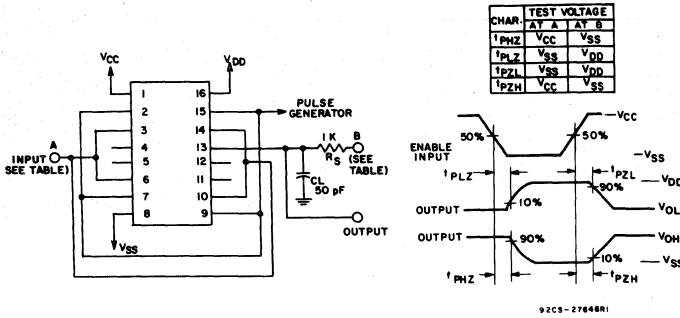 CHAR. TEST VOLTAGE
AT A AT B
tPHZ VCC VSS
tPLZ VSS VDD
tPZL VSS VDD
tPZH VCC VSS
VCC VDD
1 16
2 15
3 14
4 13
5 12
6 11
7 10
8 9
A
INPUT
SEE TABLE)
VSS
PULSE
GENERATOR
1 K
RS
B
(SEE
TABLE)
CL
50 pF
OUTPUT
VCC
50% 50%
ENABLE
INPUT
VSS
tPLZ tPZL
VDD
90%
10%
OUTPUT VOL
OUTPUT 90% VOH
10%
VSS
tPHZ tPZH
92CS-27646R1